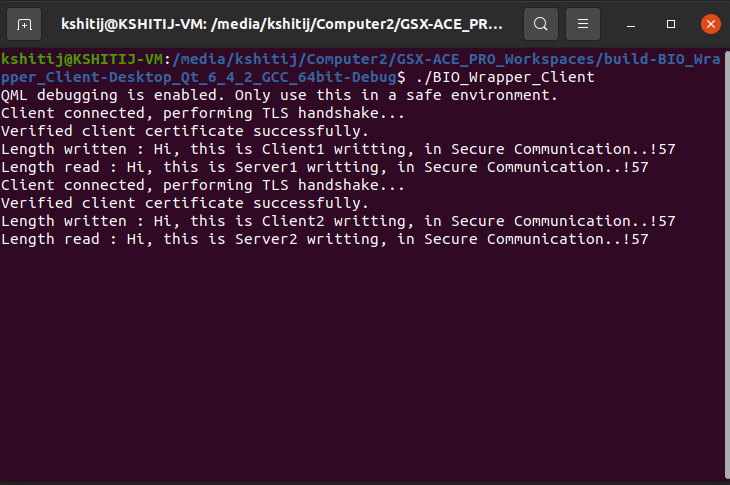 kshitij@KSHITIJ-VM: /media/kshitij/Computer2/GSX-ACE_PRO...
kshitij@KSHITIJ-VM:/media/kshitij/Computer2/GSX-ACE_PRO_Workspaces/build-BIO_Wra
pper_Client-Desktop_Qt_6_4_2_GCC_64bit-Debug$ ./BIO_Wrapper_Client
QML debugging is enabled. Only use this in a safe environment.
Client connected, performing TLS handshake...
Verified client certificate successfully.
Length written : Hi, this is Client1 writting, in Secure Communication..!57
Length read : Hi, this is Server1 writting, in Secure Communication..!57
Client connected, performing TLS handshake...
Verified client certificate successfully.
Length written : Hi, this is Client2 writting, in Secure Communication..!57
Length read : Hi, this is Server2 writting, in Secure Communication..!57